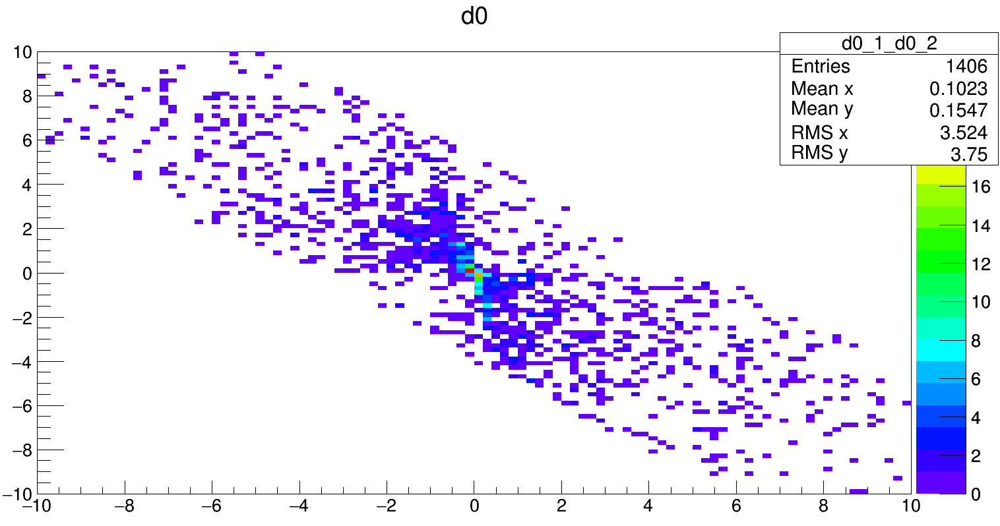 d0
d0_1_d0_2
Entries 1406
Mean x 0.1023
Mean y 0.1547
RMS x 3.524
RMS y 3.75
10
8
6
4
2
0
−2
−4
−6
−8
−10
−10 −8 −6 −4 −2 0 2 4 6 8 10
16
14
12
10
8
6
4
2
0